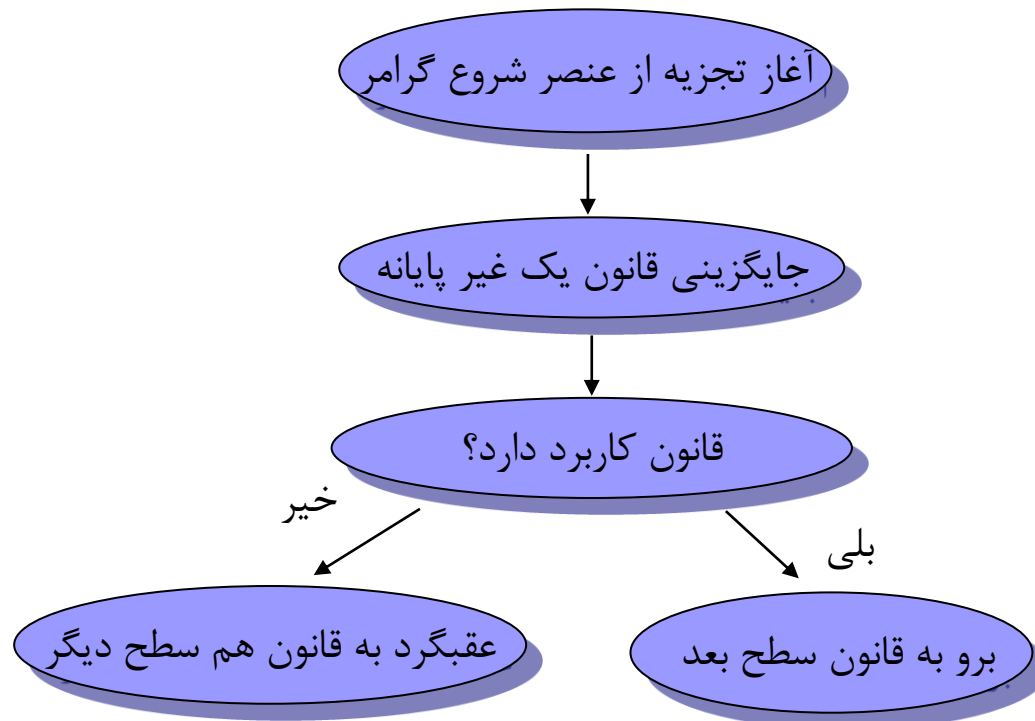 آغاز تجزیه از عنصر شروع گرامر
جایگزینی قانون یک غیر پایانه
قانون کاربرد دارد؟
خیر
بلی
عقبگرد به قانون هم سطح دیگر
برو به قانون سطح بعد